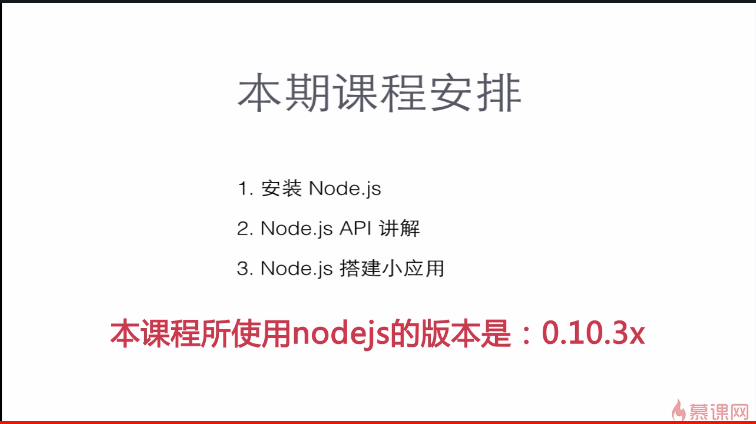 本期课程安排
1. 安装 Node.js
2. Node.js API 讲解
3. Node.js 搭建小应用
本课程所使用nodejs的版本是：0.10.3x
慕课网